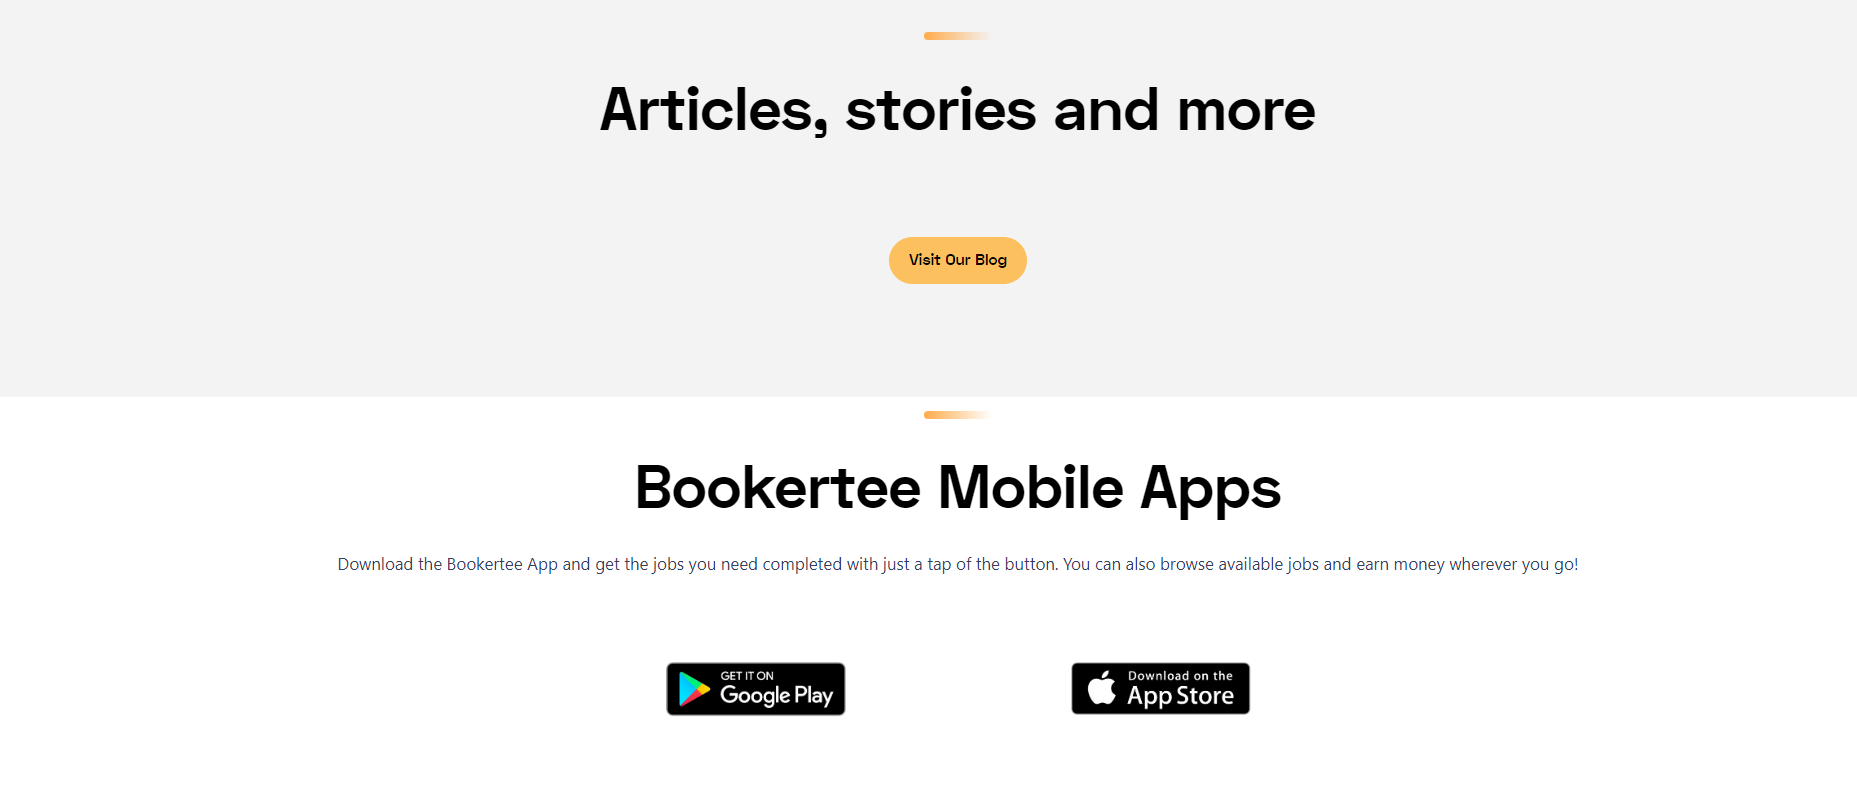 Articles, stories and more
Visit Our Blog
Bookertee Mobile Apps
Download the Bookertee App and get the jobs you need completed with just a tap of the button. You can also browse available jobs and earn money wherever you go!
GET IT ON
Google Play
Download on the
App Store